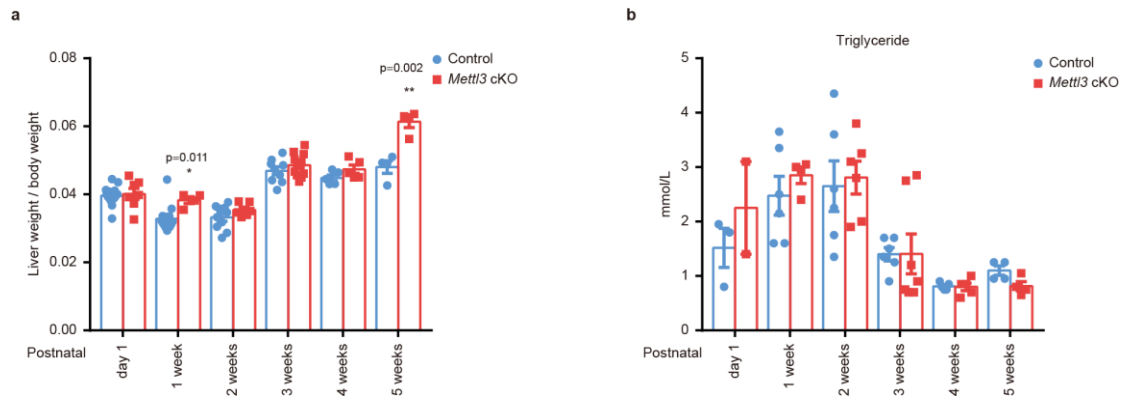 a
0.08
0.06
0.04
0.02
0.00
Liver weight / body weight
p=0.011
*
p=0.002
**
Control
Mettl3 cKO
Postnatal
day 1
1 week
2 weeks
3 weeks
4 weeks
5 weeks
b
Triglyceride
5
4
3
2
1
0
mmol/L
Control
Mettl3 cKO
Postnatal
day 1
1 week
2 weeks
3 weeks
4 weeks
5 weeks